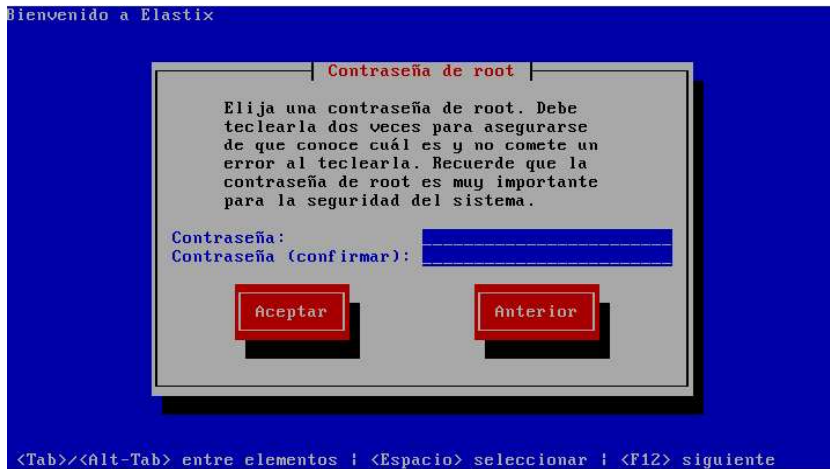 Bienvenido a Elastix
Contraseña de root
Elija una contraseña de root. Debe
teclearla dos veces para asegurarse
de que conoce cuál es y no comete un
error al teclearla. Recuerde que la
contraseña de root es muy importante
para la seguridad del sistema.
Contraseña:
Contraseña (confirmar):
Aceptar
Anterior
<Tab>/<Alt-Tab> entre elementos | <Espacio> seleccionar | <F12> siguiente